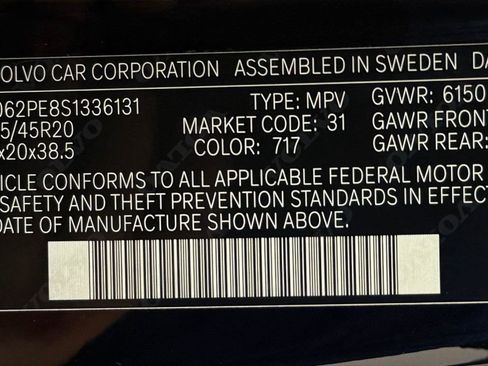 OLVO CAR CORPORATION ASSEMBLED IN SWEDEN DA
062PE8S1336131 TYPE: MPV GVWR: 6150
5/45R20 MARKET CODE: 31 GAWR FRONT
x20x38.5 COLOR: 717 GAWR REAR:
ICLE CONFORMS TO ALL APPLICABLE FEDERAL MOTOR
SAFETY AND THEFT PREVENTION STANDARDS IN EFFECT
DATE OF MANUFACTURE SHOWN ABOVE.